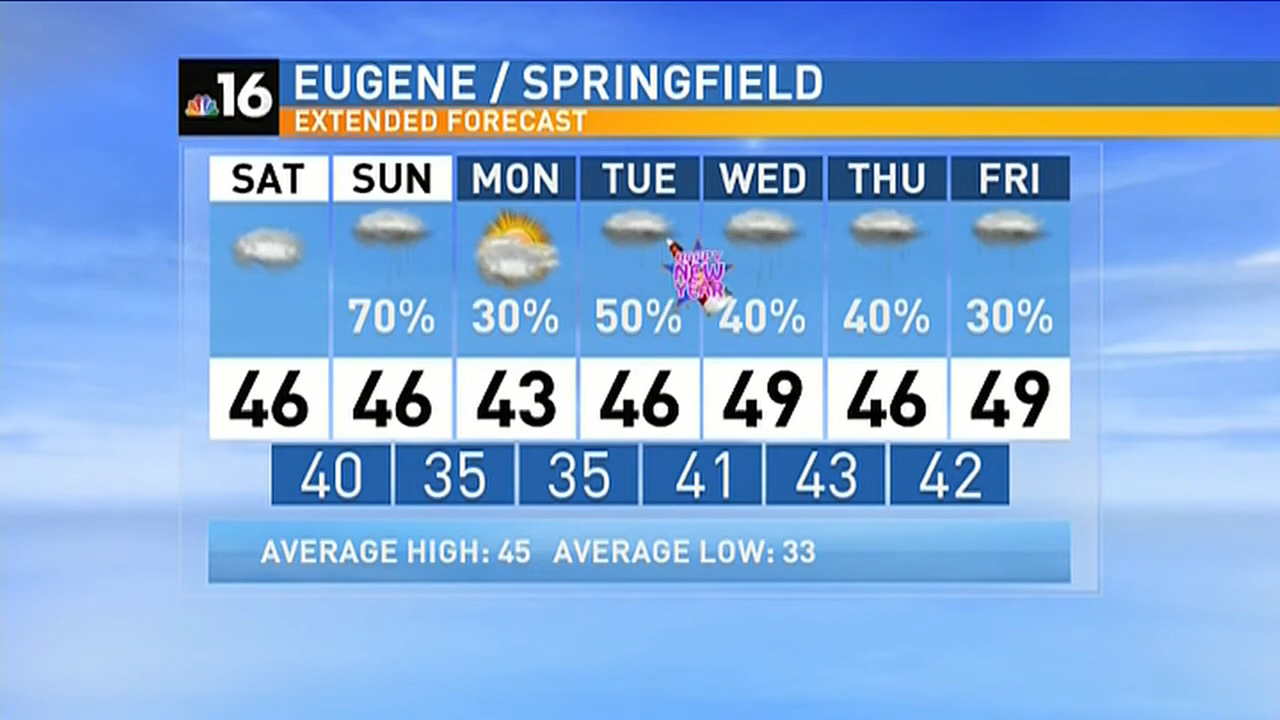 16
EUGENE / SPRINGFIELD
EXTENDED FORECAST
SAT SUN MON TUE WED THU FRI
HAPPY
NEW
YEAR
70% 30% 50% 40% 40% 30%
46 46 43 46 49 46 49
40 35 35 41 43 42
AVERAGE HIGH: 45 AVERAGE LOW: 33